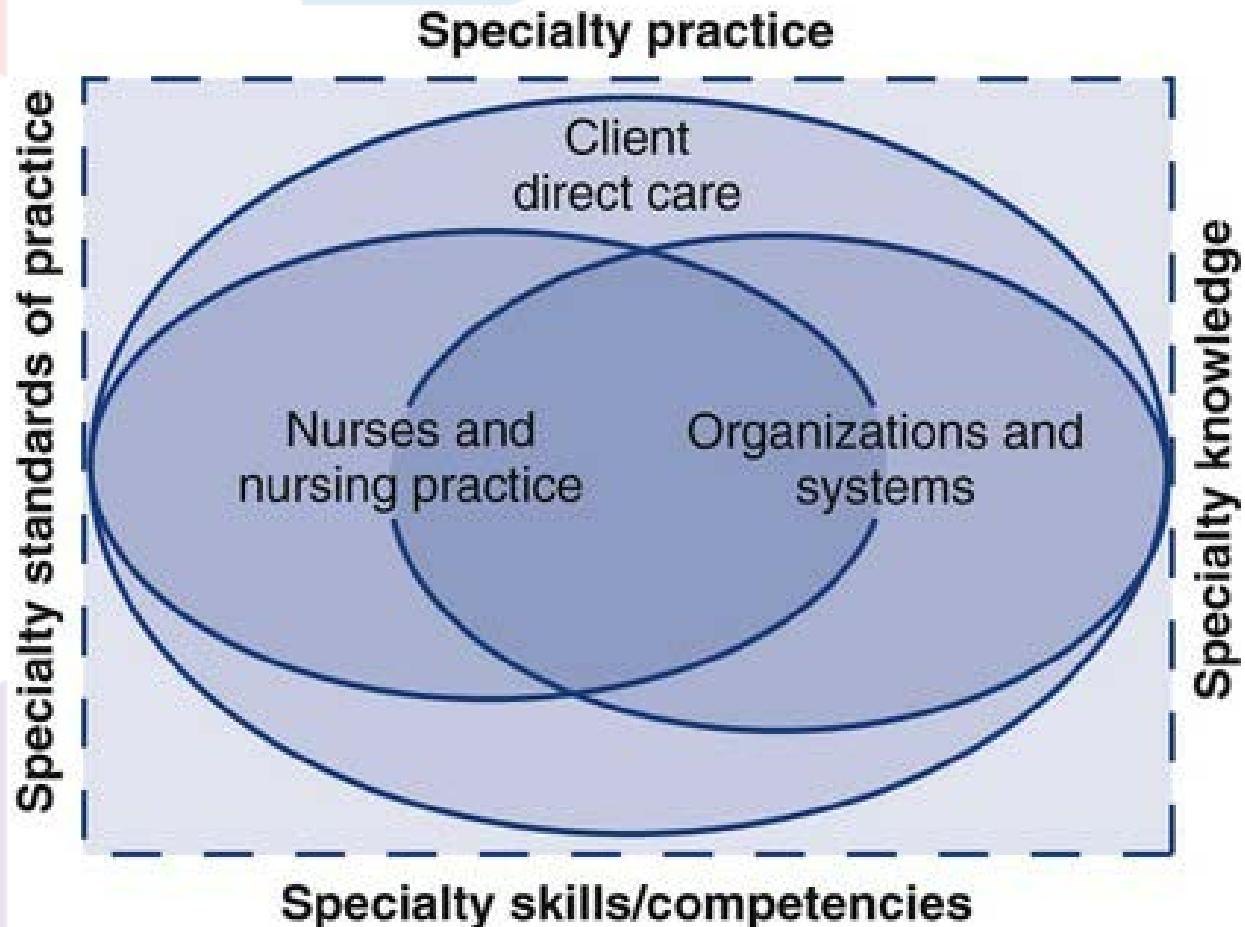 Specialty practice
Specialty standards of practice
Client
direct care
Nurses and
nursing practice
Organizations and
systems
Specialty knowledge
Specialty skills/competencies